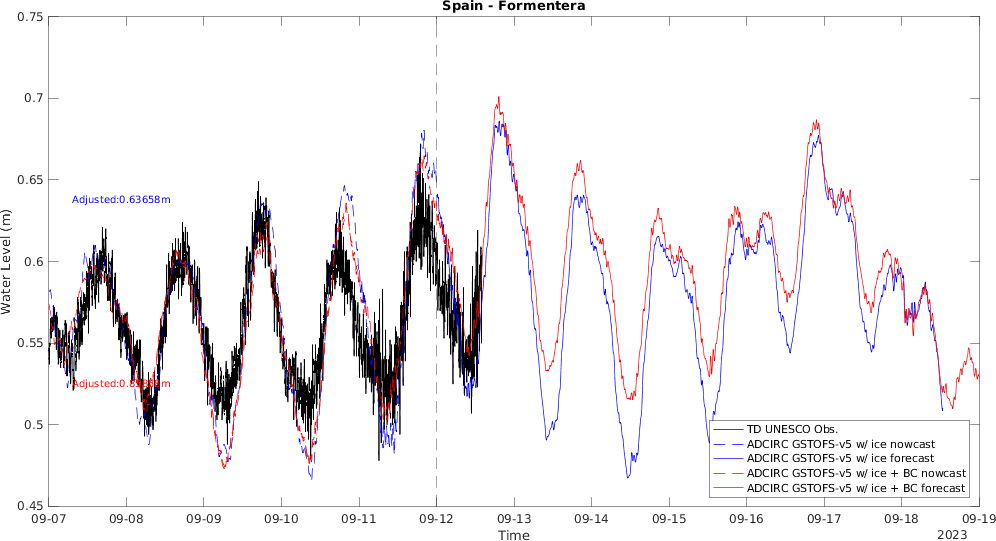 Spain - Formentera
0.75
0.7
0.65
0.6
0.55
0.5
0.45
Water Level (m)
Adjusted:0.63658m
TD UNESCO Obs.
ADCIRC GSTOFS-v5 w/ ice nowcast
ADCIRC GSTOFS-v5 w/ ice forecast
ADCIRC GSTOFS-v5 w/ ice + BC nowcast
ADCIRC GSTOFS-v5 w/ ice + BC forecast
09-07 09-08 09-09 09-10 09-11 09-12 09-13 09-14 09-15 09-16 09-17 09-18 09-19
Time
2023